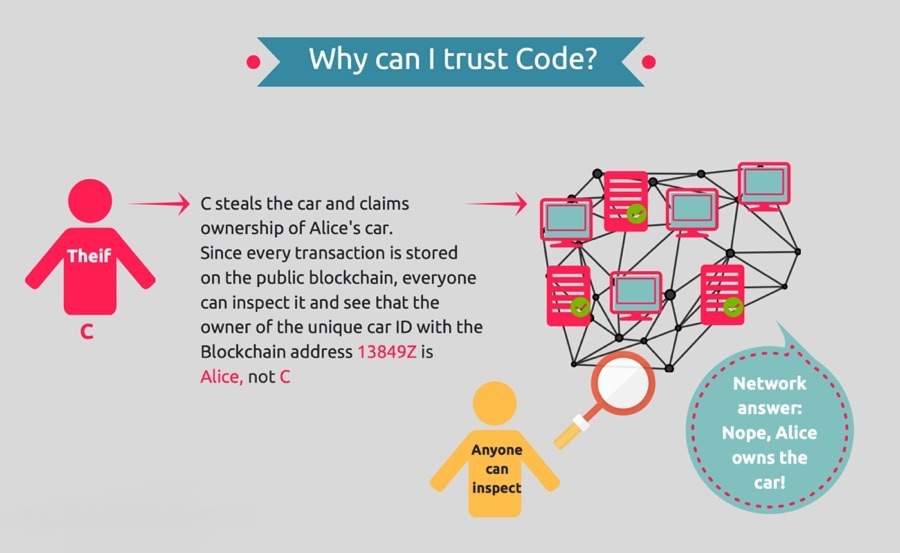 Why can I trust Code?
Theif
C
C steals the car and claims
ownership of Alice's car.
Since every transaction is stored
on the public blockchain, everyone
can inspect it and see that the
owner of the unique car ID with the
Blockchain address 13849Z is
Alice, not C
Anyone
can
inspect
Network
answer:
Nope, Alice
owns the
car!